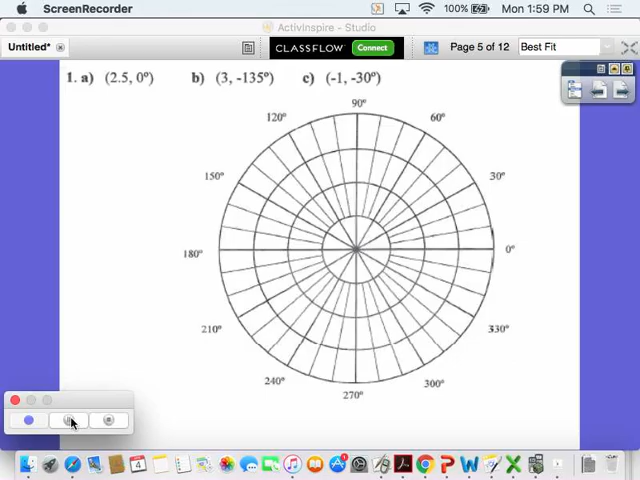 ScreenRecorder 100% Mon 1:59 PM
ActivInspire - Studio
Untitled* CLASSFLOW Connect Page 5 of 12 Best Fit
1. a) (2.5, 0º) b) (3, -135º) c) (-1, -30º)
90º
120º 60º
150º 30º
180º 0º
210º 330º
240º 300º
270º
4